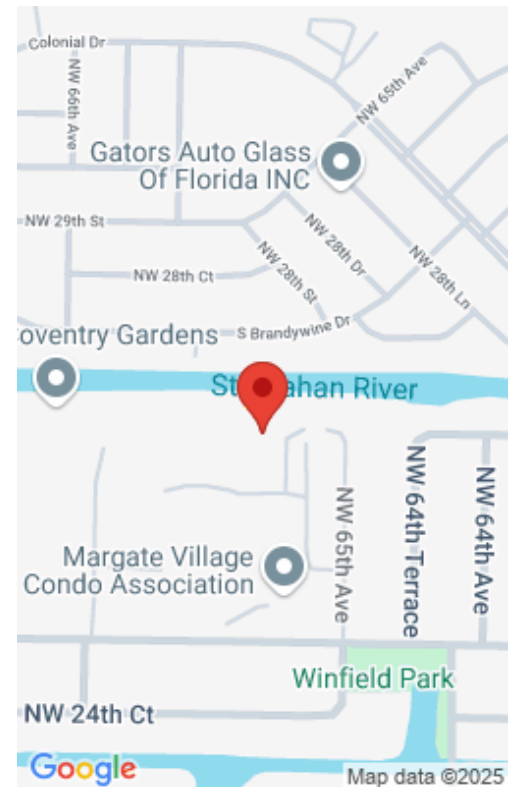 Colonial Dr
NW 66th Ave
NW 65th Ave
Gators Auto Glass
Of Florida INC
NW 29th St
NW 28th Dr
NW 28th Ln
NW 28th Ct
NW 28th St
S Brandywine Dr
oventry Gardens
St ahan River
NW 65th Ave
NW 64th Terrace
NW 64th Ave
Margate Village
Condo Association
Winfield Park
NW 24th Ct
Google
Map data ©2025